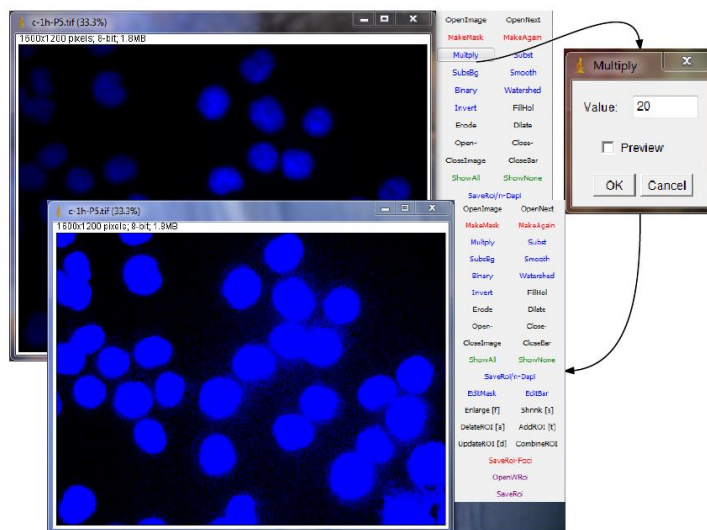 c-1h-P5.tif (33.3%)
1600x1200 pixels; 8-bit; 1.8MB
OpenImage OpenNext
MakeMask MakeAgain
Multply Subst
SubsBg Smooth
Binary Watershed
Invert FillHol
Erode Dilate
Open- Close-
CloseImage CloseBar
ShowAll ShowNone
SaveRoi/n-DapI
Multiply
Value: 20
Preview
OK Cancel
c-1h-P5.tif (33.3%)
1600x1200 pixels; 8-bit; 1.8MB
OpenImage OpenNext
MakeMask MakeAgain
Multply Subst
SubsBg Smooth
Binary Watershed
Invert FillHol
Erode Dilate
Open- Close-
CloseImage CloseBar
ShowAll ShowNone
SaveRoi/n-DapI
EditMask EditBar
Enlarge [f] Shrink [s]
DelateROI [a] AddROI [t]
UpdateROI [d] CombineROI
SaveRoi-Foci
OpenWRoi
SaveRoi